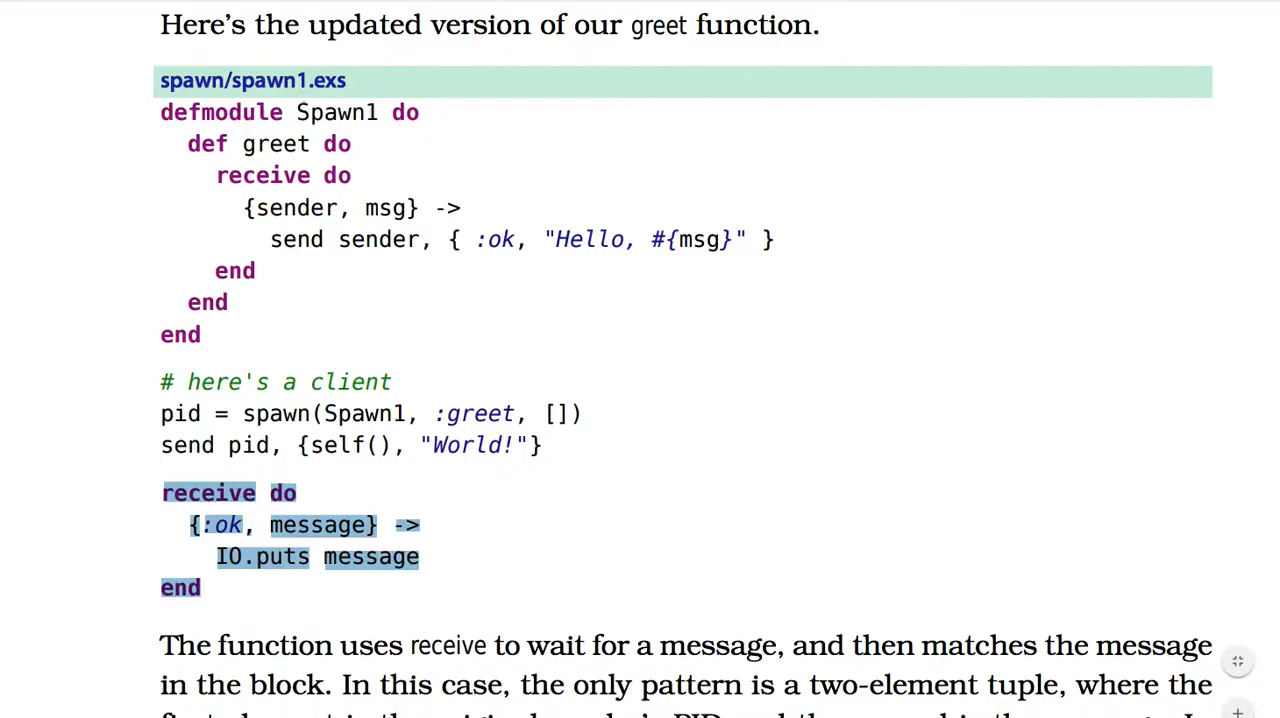 Here’s the updated version of our greet function.
spawn/spawn1.exs
defmodule Spawn1 do
  def greet do
    receive do
      {sender, msg} ->
        send sender, { :ok, "Hello, #{msg}" }
    end
  end
end
# here's a client
pid = spawn(Spawn1, :greet, [])
send pid, {self(), "World!"}
receive do
  {:ok, message} ->
    IO.puts message
end
The function uses receive to wait for a message, and then matches the message
in the block. In this case, the only pattern is a two-element tuple, where the